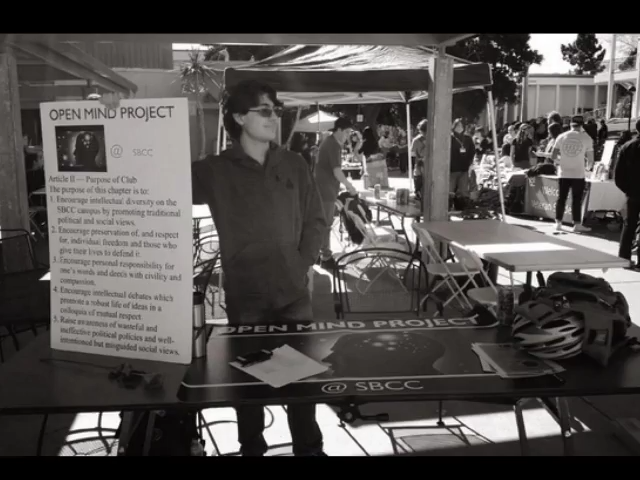 OPEN MIND PROJECT
@ SBCC
Article II — Purpose of Club
The purpose of this chapter is to:
1. Encourage intellectual diversity on the
SBCC campus by promoting traditional
political and social views.
2. Encourage preservation of, and respect
for, individual freedom and those who
give their lives to defend it.
3. Encourage personal responsibility for
one's words and deeds with civility and
compassion.
4. Encourage intellectual debates which
promote a robust life of ideas in a
colloquia of mutual respect
5. Raise awareness of wasteful and
ineffective political policies and well-
intentioned but misguided social views.
OPEN MIND PROJECT
@ SBCC